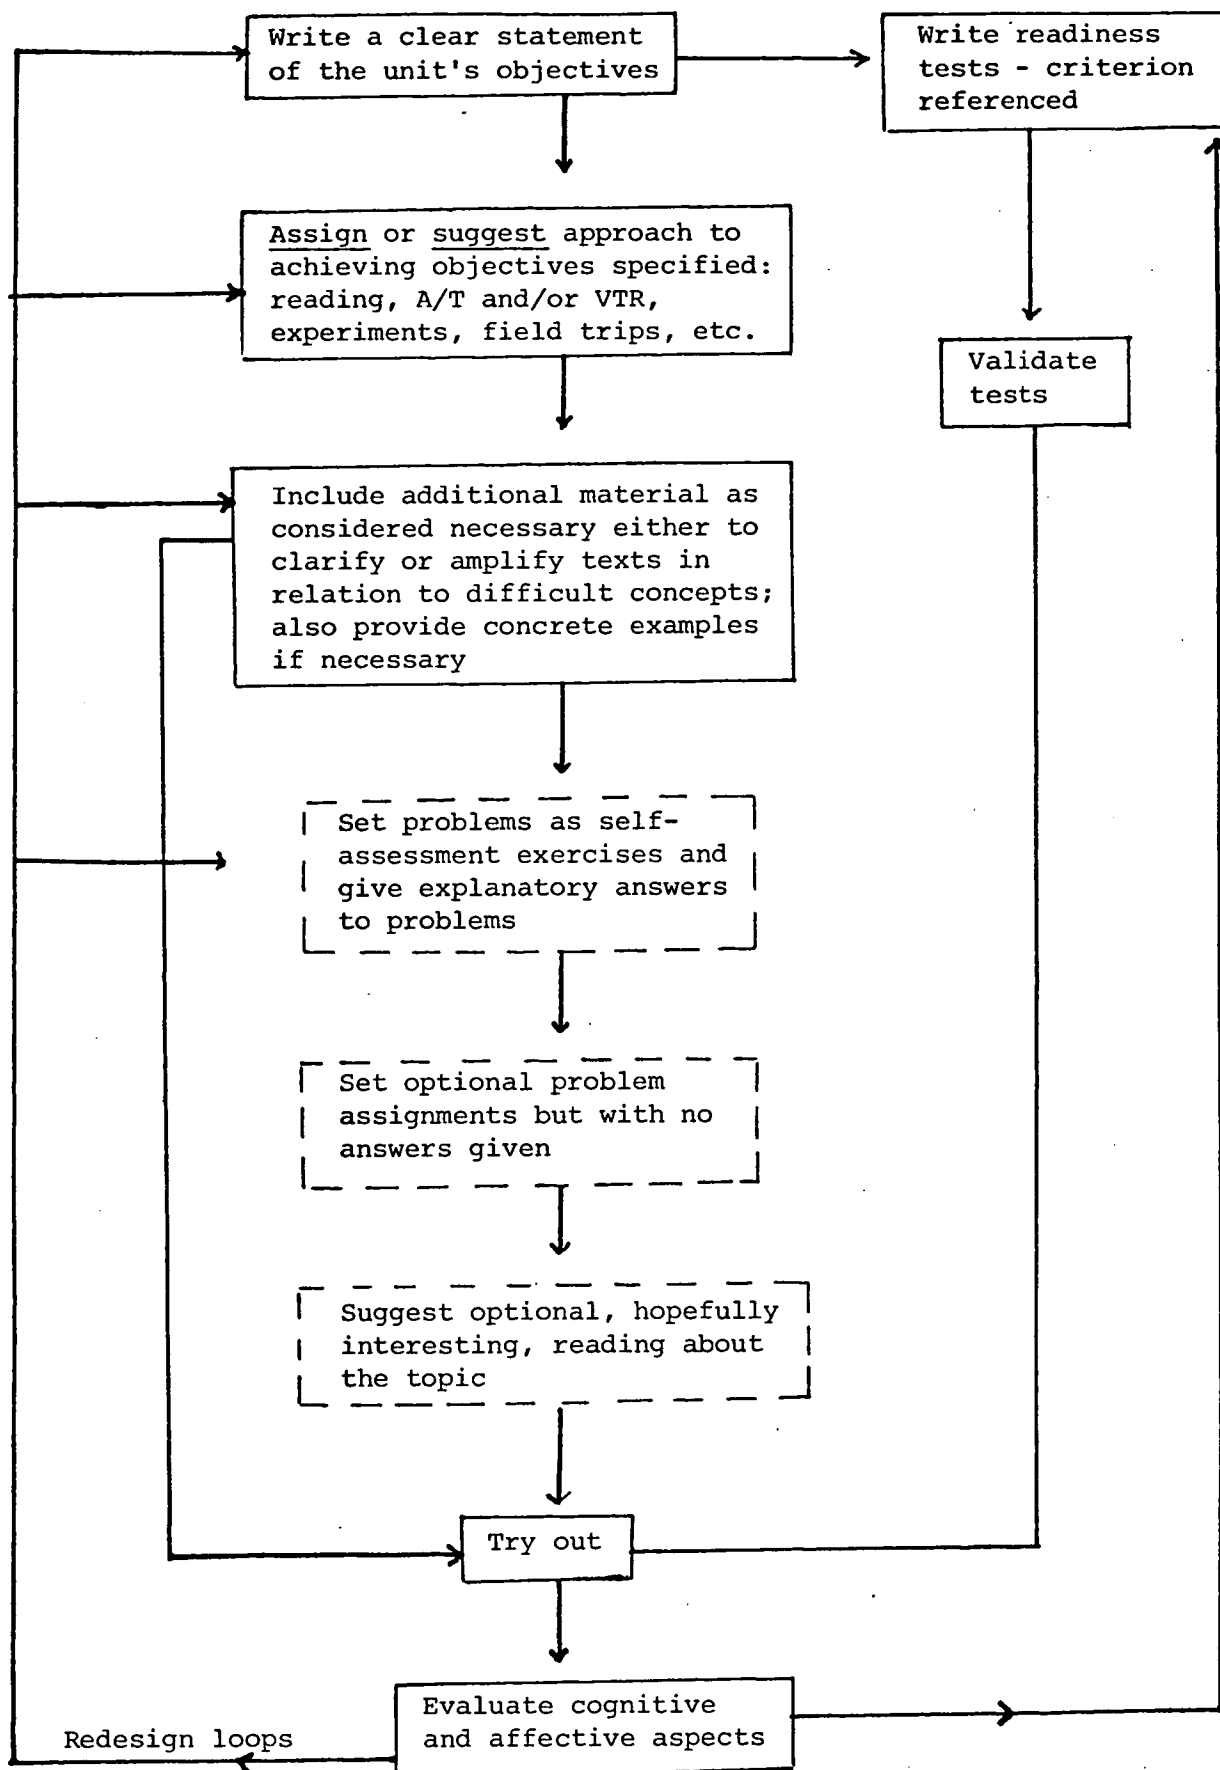 Write a clear statement
of the unit's objectives
Write readiness
tests - criterion
referenced
Assign or suggest approach to
achieving objectives specified:
reading, A/T and/or VTR,
experiments, field trips, etc.
Validate
tests
Include additional material as
considered necessary either to
clarify or amplify texts in
relation to difficult concepts;
also provide concrete examples
if necessary
Set problems as self-
assessment exercises and
give explanatory answers
to problems
Set optional problem
assignments but with no
answers given
Suggest optional, hopefully
interesting, reading about
the topic
Try out
Evaluate cognitive
and affective aspects
Redesign loops